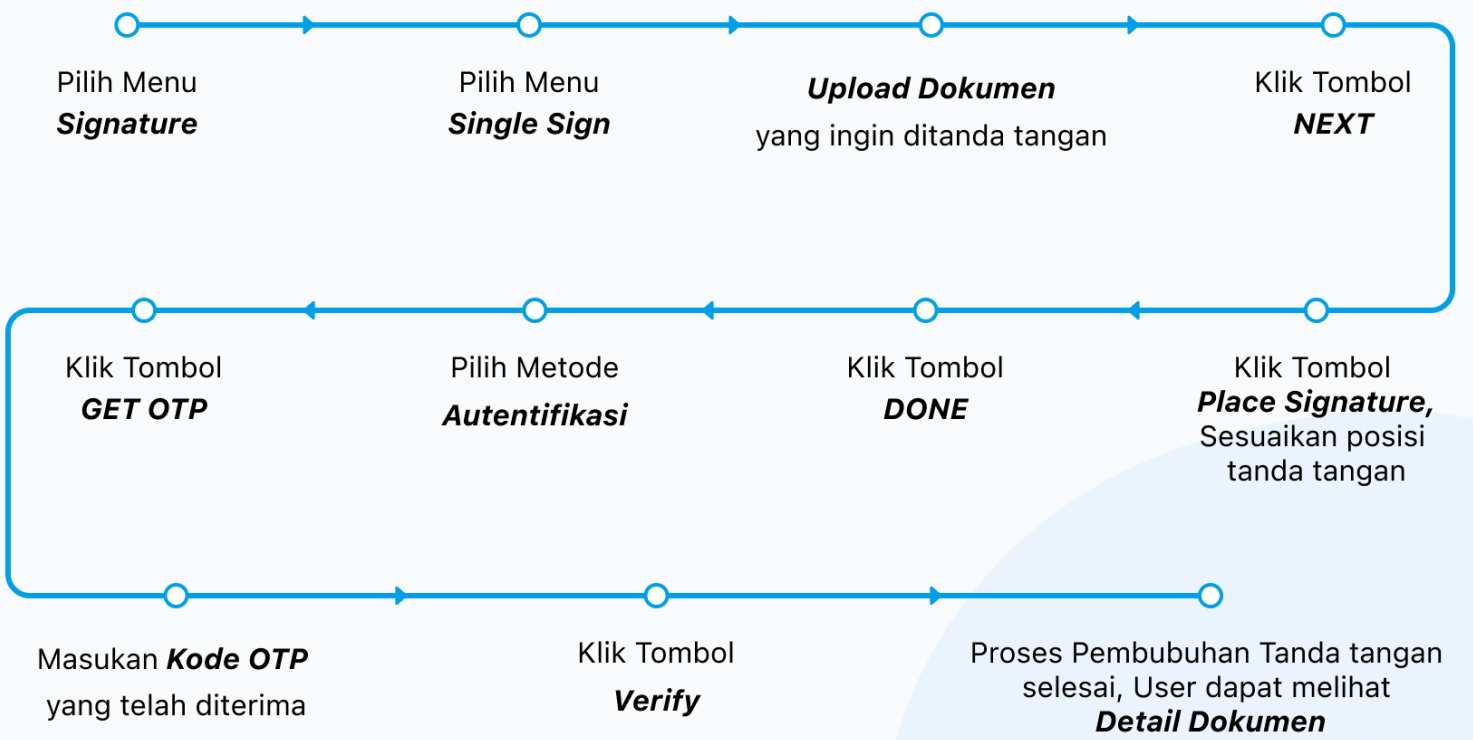 Pilih Menu
Signature
Pilih Menu
Single Sign
Upload Dokumen
yang ingin ditanda tangan
Klik Tombol
NEXT
Klik Tombol
Place Signature,
Sesuaikan posisi
tanda tangan
Klik Tombol
DONE
Pilih Metode
Autentifikasi
Klik Tombol
GET OTP
Masukan Kode OTP
yang telah diterima
Klik Tombol
Verify
Proses Pembubuhan Tanda tangan
selesai, User dapat melihat
Detail Dokumen